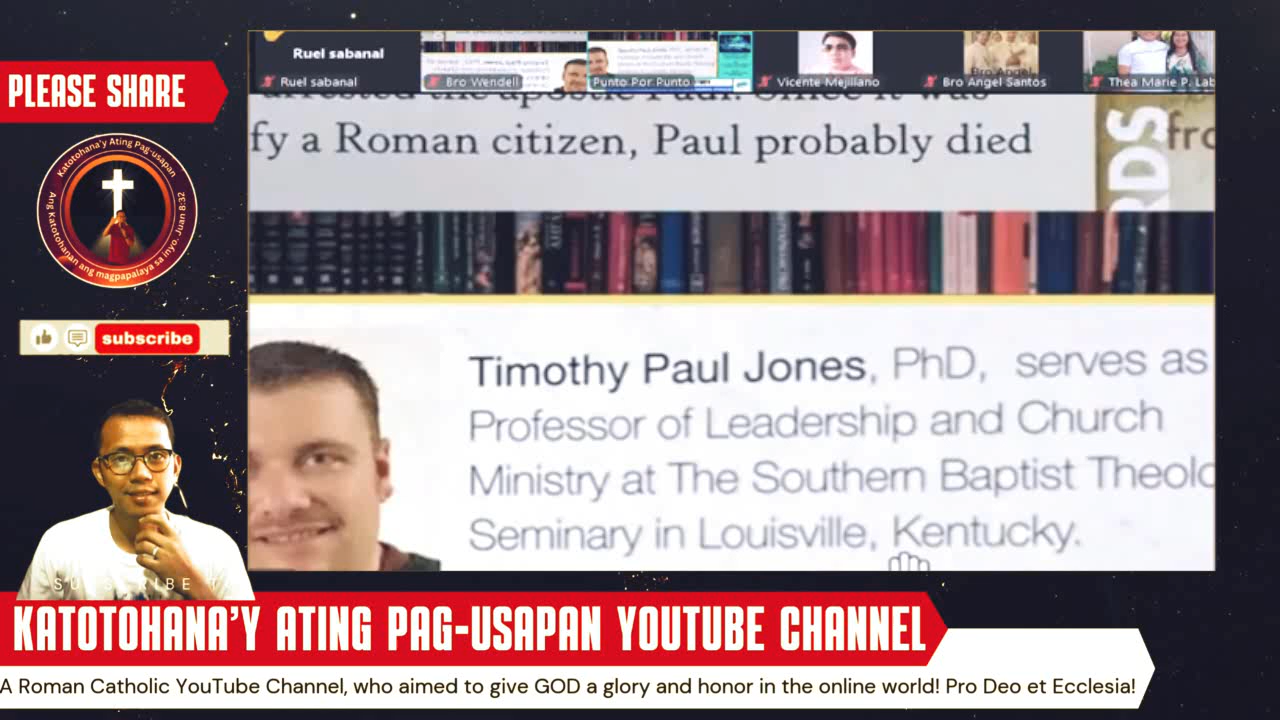 PLEASE SHARE
Katotohana'y Ating Pag-usapan
Ang Katotohanan ang magpapalaya sa inyo. Juan 8:32
subscribe
Ruel sabanal
Ruel sabanal
Bro Wendell
Punto Por Punto
Vicente Mejillano
Bro Angel Santos
Thea Marie P. Lab
fy a Roman citizen, Paul probably died
fro
RDS
Timothy Paul Jones, PhD, serves as
Professor of Leadership and Church
Ministry at The Southern Baptist Theolo
Seminary in Louisville, Kentucky.
KATOTOHANA'Y ATING PAG-USAPAN YOUTUBE CHANNEL
A Roman Catholic YouTube Channel, who aimed to give GOD a glory and honor in the online world! Pro Deo et Ecclesia!